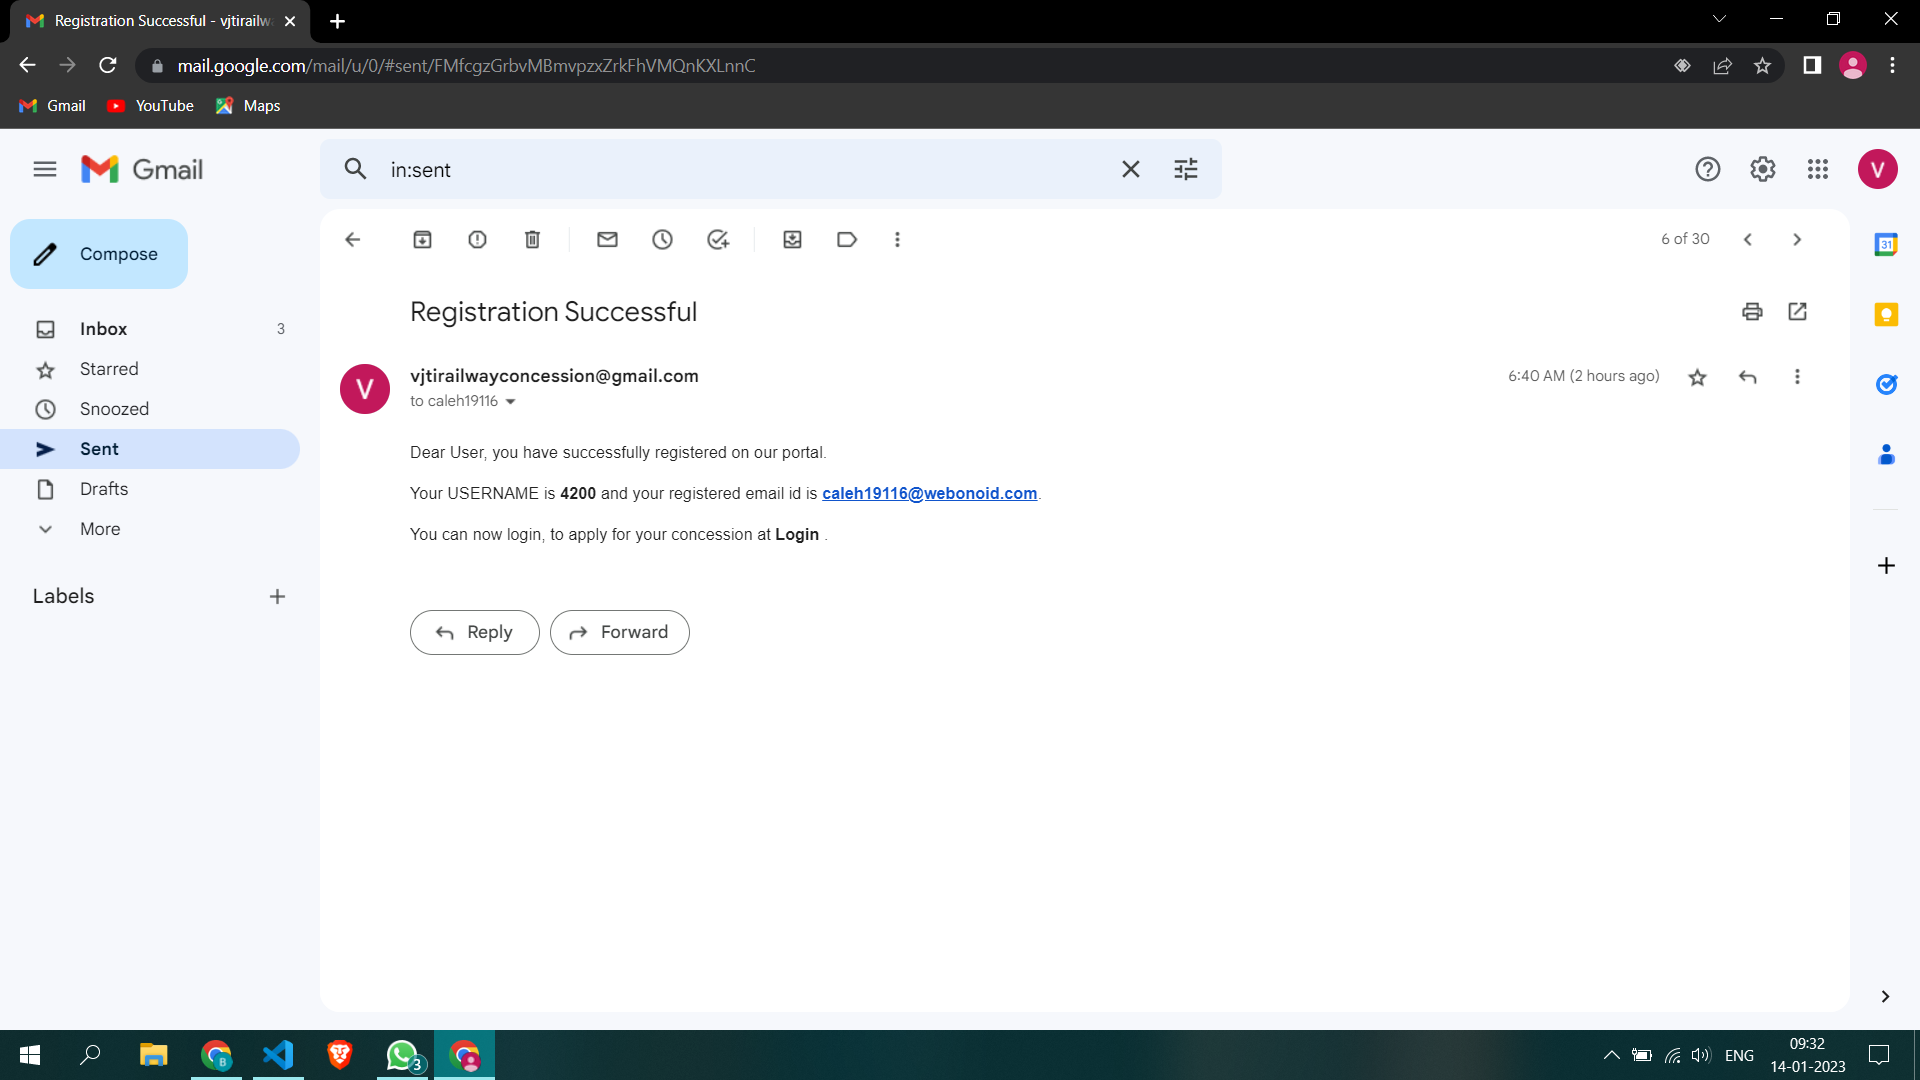 Registration Successful - vjtirailw
mail.google.com/mail/u/0/#sent/FMfcgzGrbvMBmvpzxZrkFhVMQnKXLnnC
Gmail YouTube Maps
Gmail
in:sent
V
Compose
6 of 30
31
Registration Successful
Inbox 3
Starred
Snoozed
Sent
Drafts
More
Labels
V
vjtirailwayconcession@gmail.com
6:40 AM (2 hours ago)
to caleh19116
Dear User, you have successfully registered on our portal.
Your USERNAME is 4200 and your registered email id is caleh19116@webonoid.com.
You can now login, to apply for your concession at Login .
Reply Forward
B
3
ENG
09:32
14-01-2023